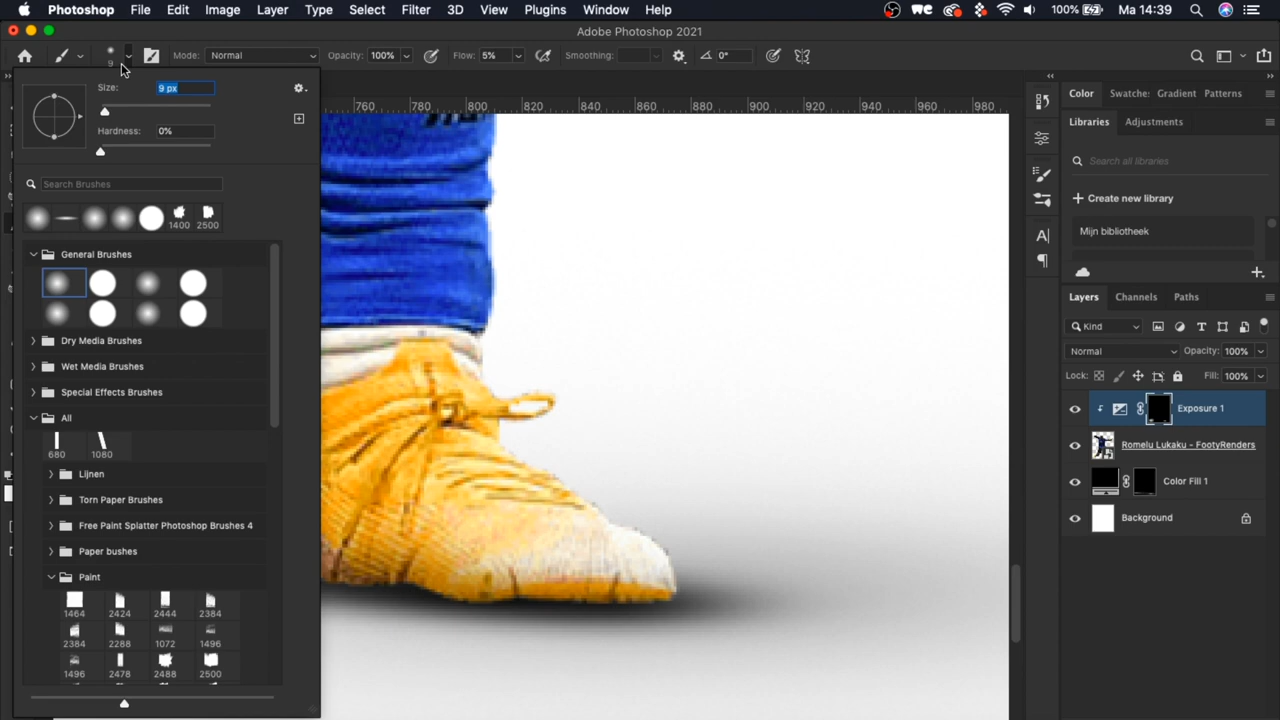 Photoshop File Edit Image Layer Type Select Filter 3D View Plugins Window Help 100% Ma 14:39
Adobe Photoshop 2021
9 Mode: Normal Opacity: 100% Flow: 5% Smoothing: 0°
Size: 9 px
Hardness: 0%
Search Brushes
1400 2500
General Brushes
Dry Media Brushes
Wet Media Brushes
Special Effects Brushes
All
680 1080
Lijnen
Torn Paper Brushes
Free Paint Splatter Photoshop Brushes 4
Paper bushes
Paint
1464 2424 2444 2384
2384 2288 1072 1496
1496 2478 2488 2500
760 780 800 820 840 860 880 900 920 940 960 980
Color Swatche: Gradient Patterns
Libraries Adjustments
Search all libraries
+ Create new library
Mijn bibliotheek
Layers Channels Paths
Kind
Normal Opacity: 100%
Lock: Fill: 100%
Exposure 1
Romelu Lukaku - FootyRenders
Color Fill 1
Background